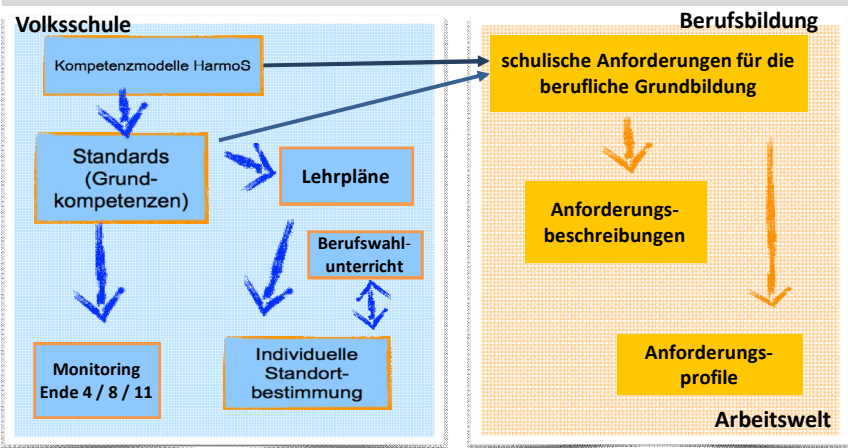 Volksschule
Kompetenzmodelle HarmoS
Standards
(Grund-
kompetenzen)
Lehrpläne
Berufswahl-
unterricht
Monitoring
Ende 4 / 8 / 11
Individuelle
Standort-
bestimmung
Berufsbildung
schulische Anforderungen für die
berufliche Grundbildung
Anforderungs-
beschreibungen
Anforderungs-
profile
Arbeitswelt